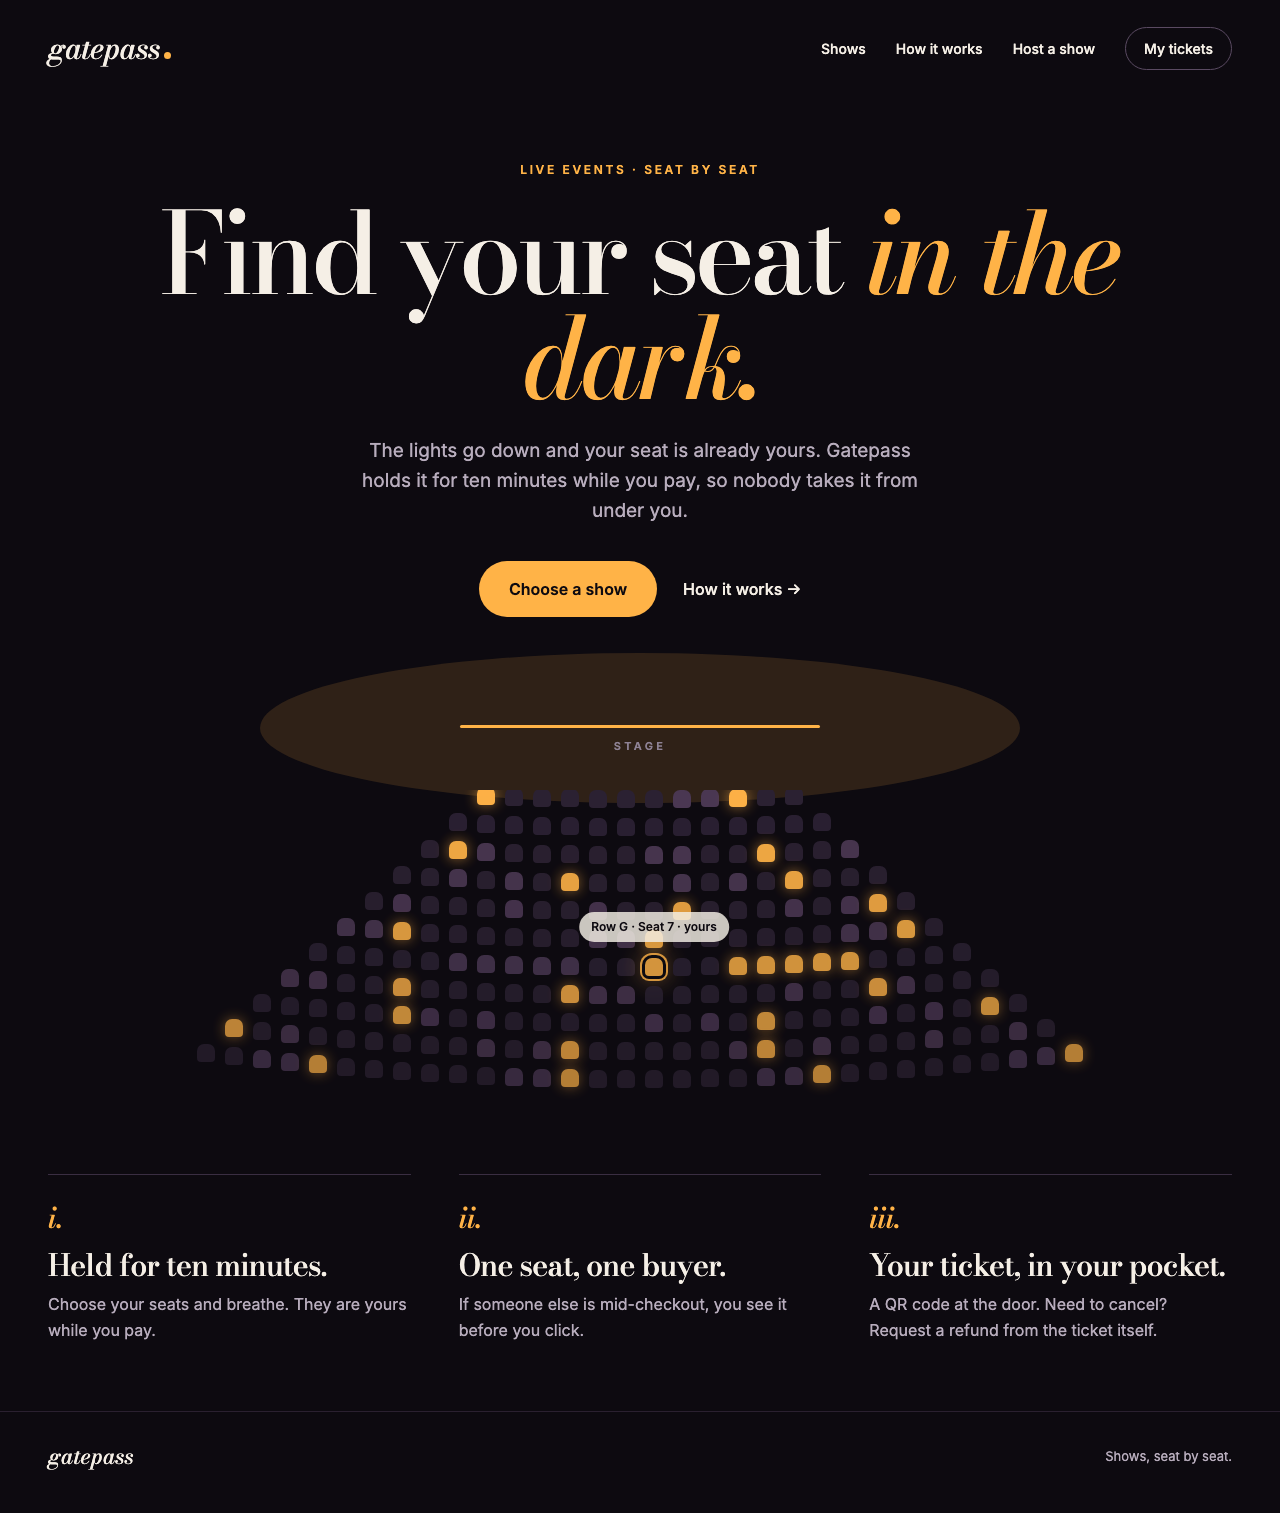 gatepass.
Shows How it works Host a show My tickets
LIVE EVENTS · SEAT BY SEAT
Find your seat in the
dark.
The lights go down and your seat is already yours. Gatepass
holds it for ten minutes while you pay, so nobody takes it from
under you.
Choose a show How it works →
STAGE
Row G · Seat 7 · yours
i.
Held for ten minutes.
Choose your seats and breathe. They are yours
while you pay.
ii.
One seat, one buyer.
If someone else is mid-checkout, you see it
before you click.
iii.
Your ticket, in your pocket.
A QR code at the door. Need to cancel?
Request a refund from the ticket itself.
gatepass
Shows, seat by seat.